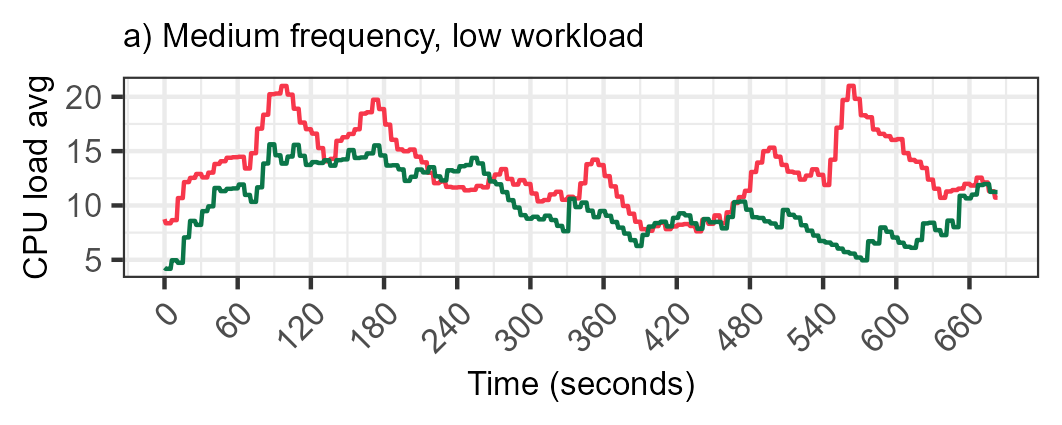 a) Medium frequency, low workload
CPU load avg
20
15
10
5
0 60 120 180 240 300 360 420 480 540 600 660
Time (seconds)